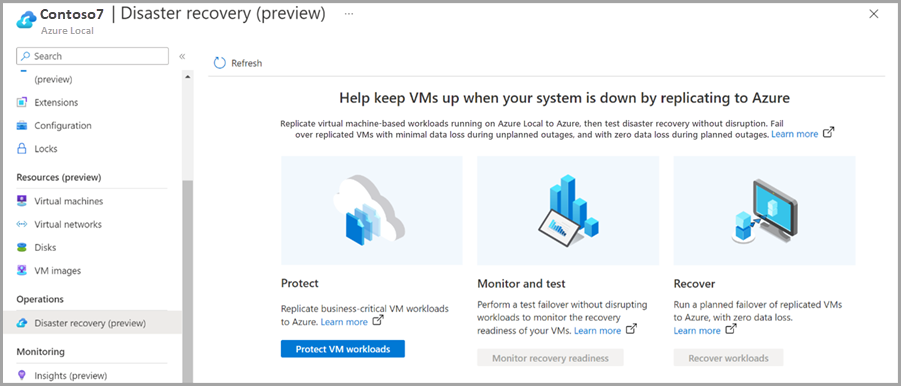 Contoso7 | Disaster recovery (preview) ...
Azure Local
Search
«
(preview)
Extensions
Configuration
Locks
Resources (preview)
Virtual machines
Virtual networks
Disks
VM images
Operations
Disaster recovery (preview)
Monitoring
Insights (preview)
Refresh
Help keep VMs up when your system is down by replicating to Azure
Replicate virtual machine-based workloads running on Azure Local to Azure, then test disaster recovery without disruption. Fail
over replicated VMs with minimal data loss during unplanned outages, and with zero data loss during planned outages. Learn more
Protect
Replicate business-critical VM workloads
to Azure. Learn more
Protect VM workloads
Monitor and test
Perform a test failover without disrupting
workloads to monitor the recovery
readiness of your VMs. Learn more
Monitor recovery readiness
Recover
Run a planned failover of replicated VMs
to Azure, with zero data loss.
Learn more
Recover workloads